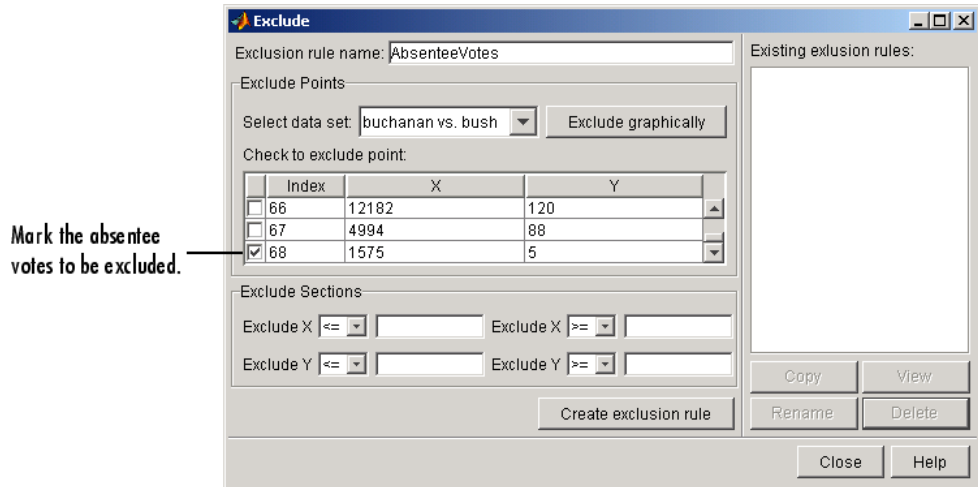 Exclude
Exclusion rule name: AbsenteeVotes
Exclude Points
Select data set: buchanan vs. bush Exclude graphically
Check to exclude point:
Index X Y
66 12182 120
67 4994 88
68 1575 5
Mark the absentee
votes to be excluded.
Exclude Sections
Exclude X <= Exclude X >=
Exclude Y <= Exclude Y >=
Create exclusion rule
Existing exlusion rules:
Copy View
Rename Delete
Close Help